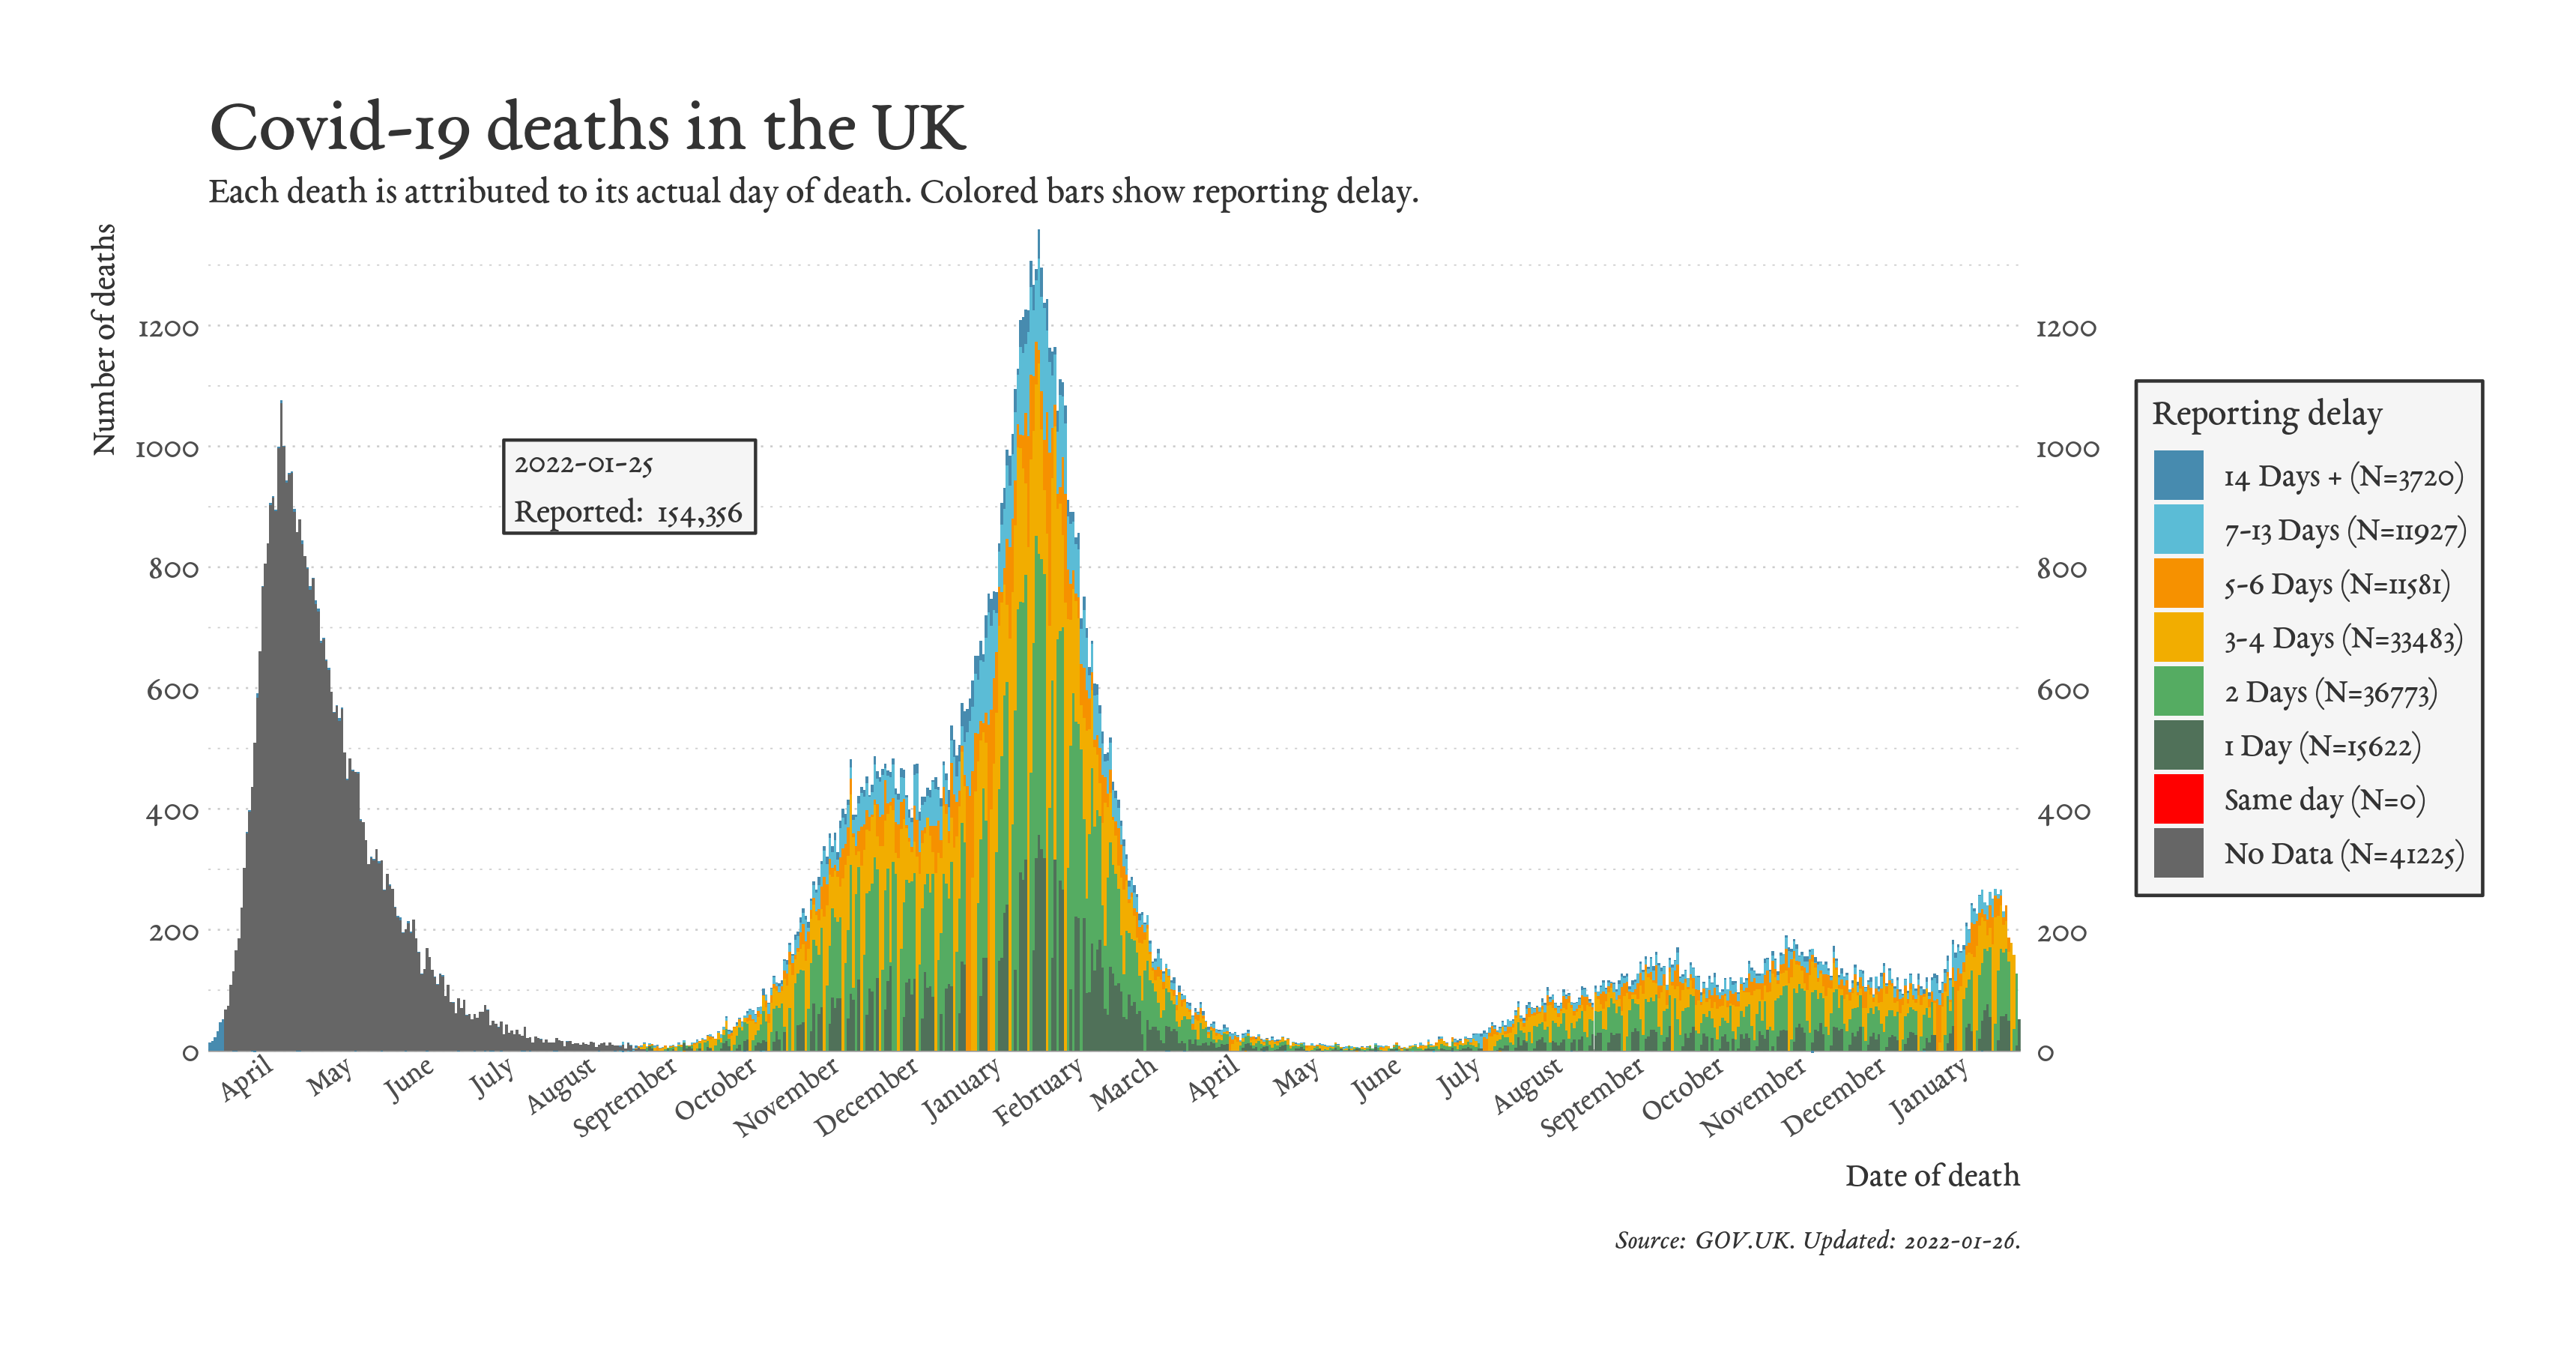 Covid-19 deaths in the UK
Each death is attributed to its actual day of death. Colored bars show reporting delay.
Number of deaths
1200
1000
800
600
400
200
0
2022-01-25
Reported: 154,356
1200
1000
800
600
400
200
0
Reporting delay
14 Days + (N=3720)
7-13 Days (N=11927)
5-6 Days (N=11581)
3-4 Days (N=33483)
2 Days (N=36773)
1 Day (N=15622)
Same day (N=0)
No Data (N=41225)
April
May
June
July
August
September
October
November
December
January
February
March
April
May
June
July
August
September
October
November
December
January
Date of death
Source: GOV.UK. Updated: 2022-01-26.